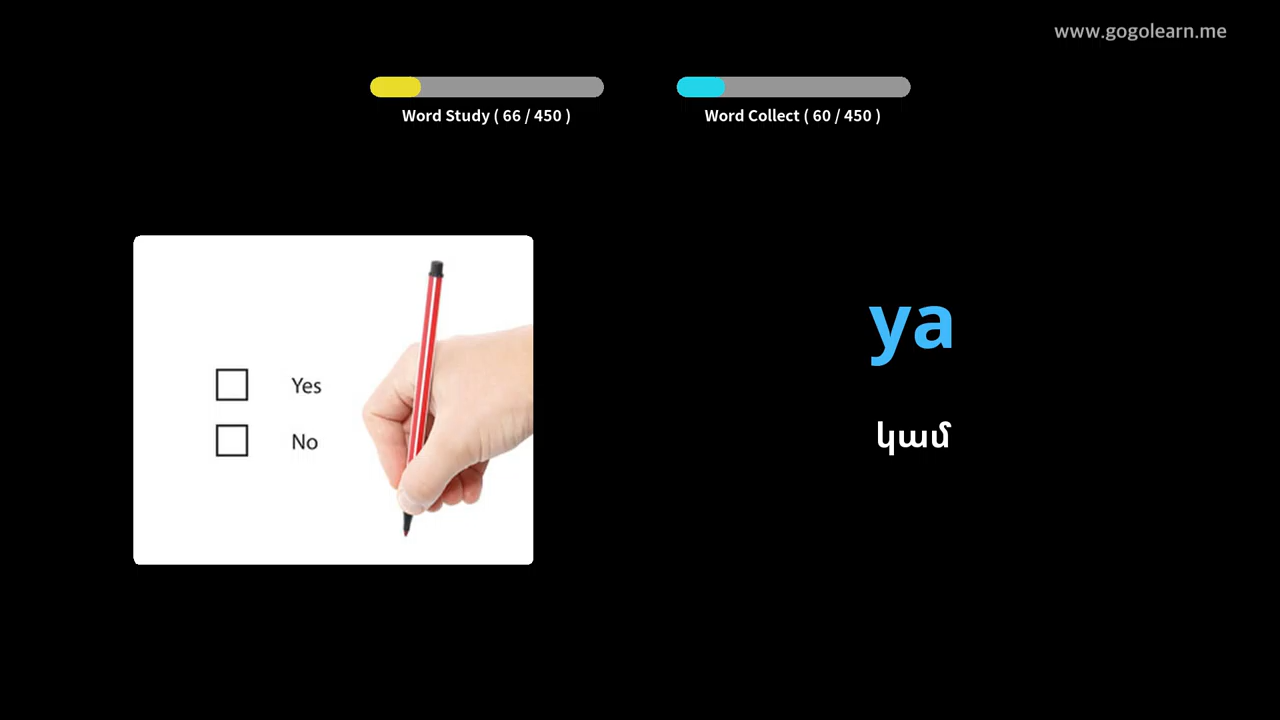 www.gogolearn.me
Word Study ( 66 / 450 )
Word Collect ( 60 / 450 )
Yes
No
ya
կամ